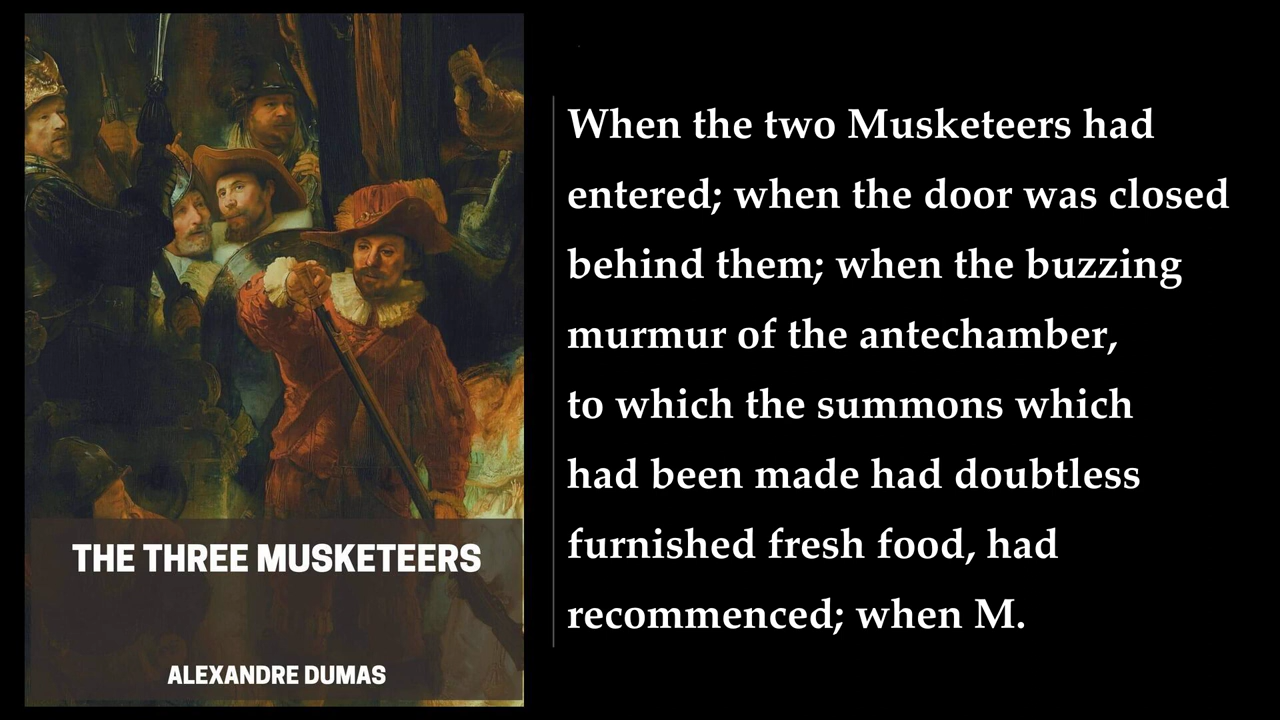 THE THREE MUSKETEERS
ALEXANDRE DUMAS
When the two Musketeers had
entered; when the door was closed
behind them; when the buzzing
murmur of the antechamber,
to which the summons which
had been made had doubtless
furnished fresh food, had
recommenced; when M.